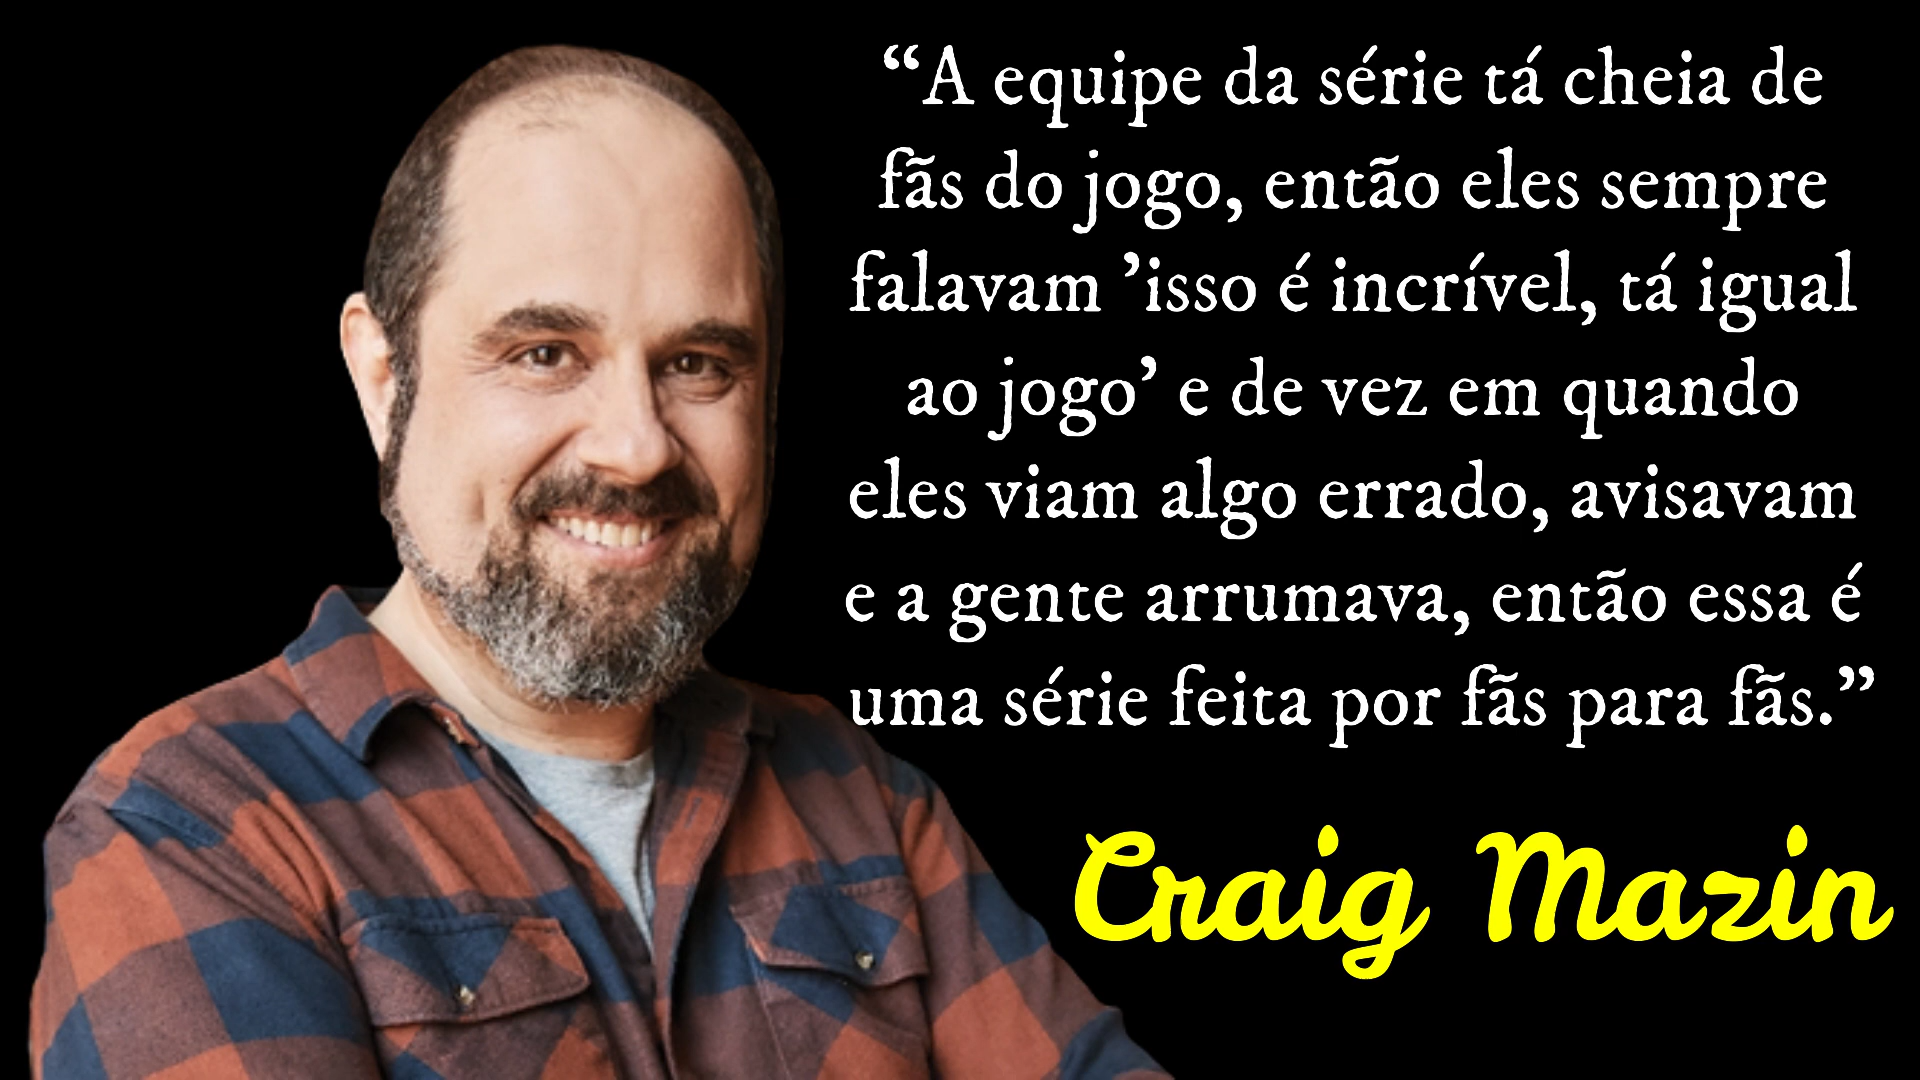 “A equipe da série tá cheia de
fãs do jogo, então eles sempre
falavam ’isso é incrível, tá igual
ao jogo’ e de vez em quando
eles viam algo errado, avisavam
e a gente arrumava, então essa é
uma série feita por fãs para fãs.”
Craig Mazin